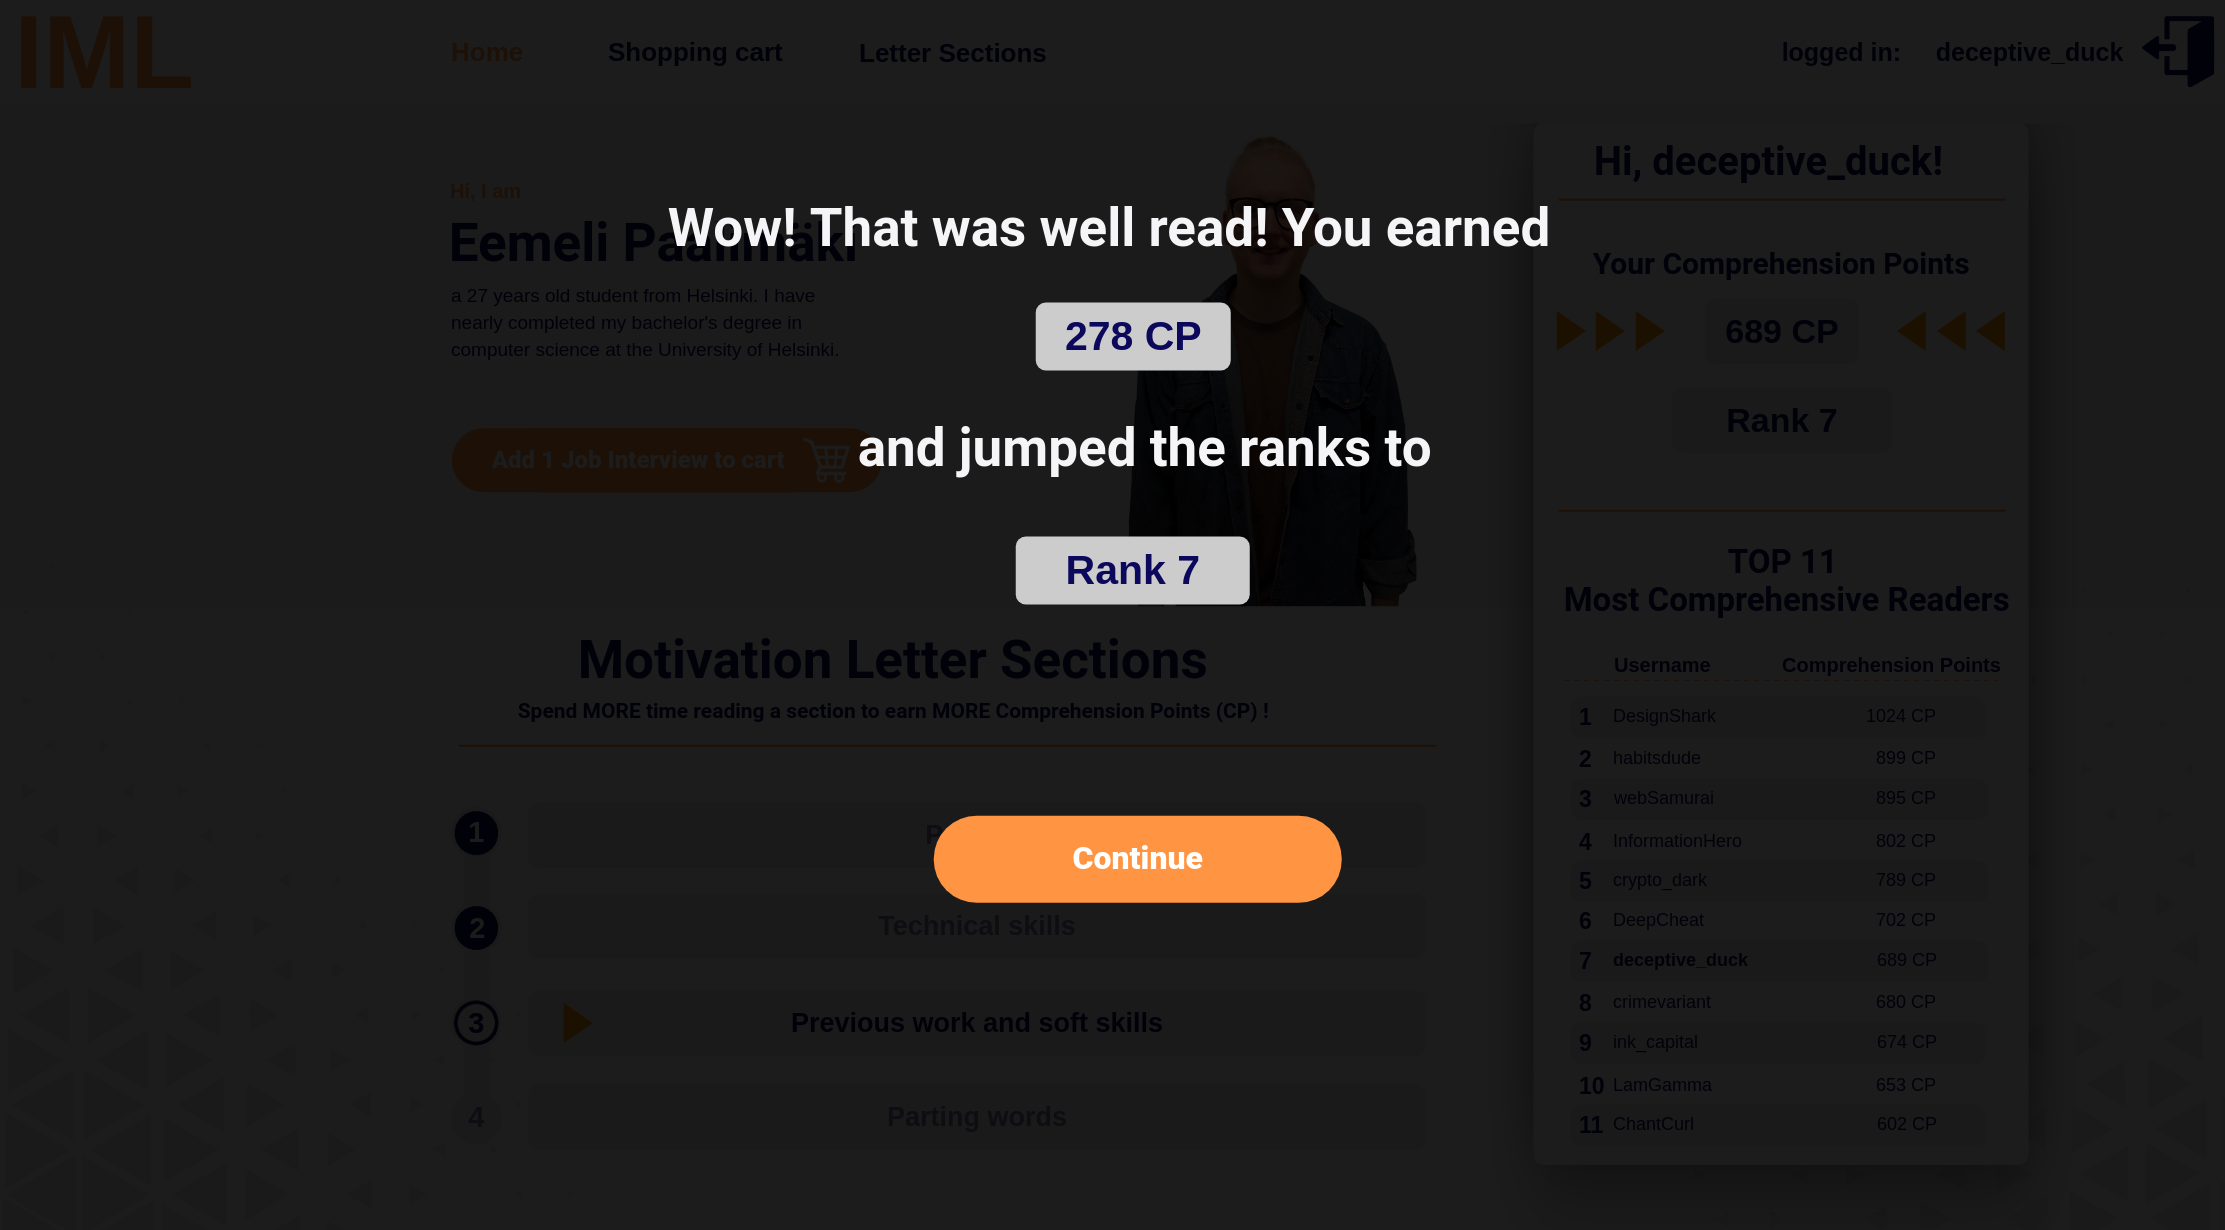 IML
Home
Shopping cart
Letter Sections
logged in:
deceptive_duck
Hi, I am
Eemeli
a 27 years old student from Helsinki. I have
nearly completed my bachelor's degree in
computer science at the University of Helsinki.
Add 1 Job Interview to cart
Wow! That was well read! You earned
278 CP
and jumped the ranks to
Rank 7
Continue
Motivation Letter Sections
Spend MORE time reading a section to earn MORE Comprehension Points (CP) !
1
2
Technical skills
3
Previous work and soft skills
4
Parting words
Hi, deceptive_duck!
Your Comprehension Points
689 CP
Rank 7
TOP 11
Most Comprehensive Readers
Username Comprehension Points
1 DesignShark 1024 CP
2 habitsdude 899 CP
3 webSamurai 895 CP
4 InformationHero 802 CP
5 crypto_dark 789 CP
6 DeepCheat 702 CP
7 deceptive_duck 689 CP
8 crimevariant 680 CP
9 ink_capital 674 CP
10 LamGamma 653 CP
11 ChantCurl 602 CP